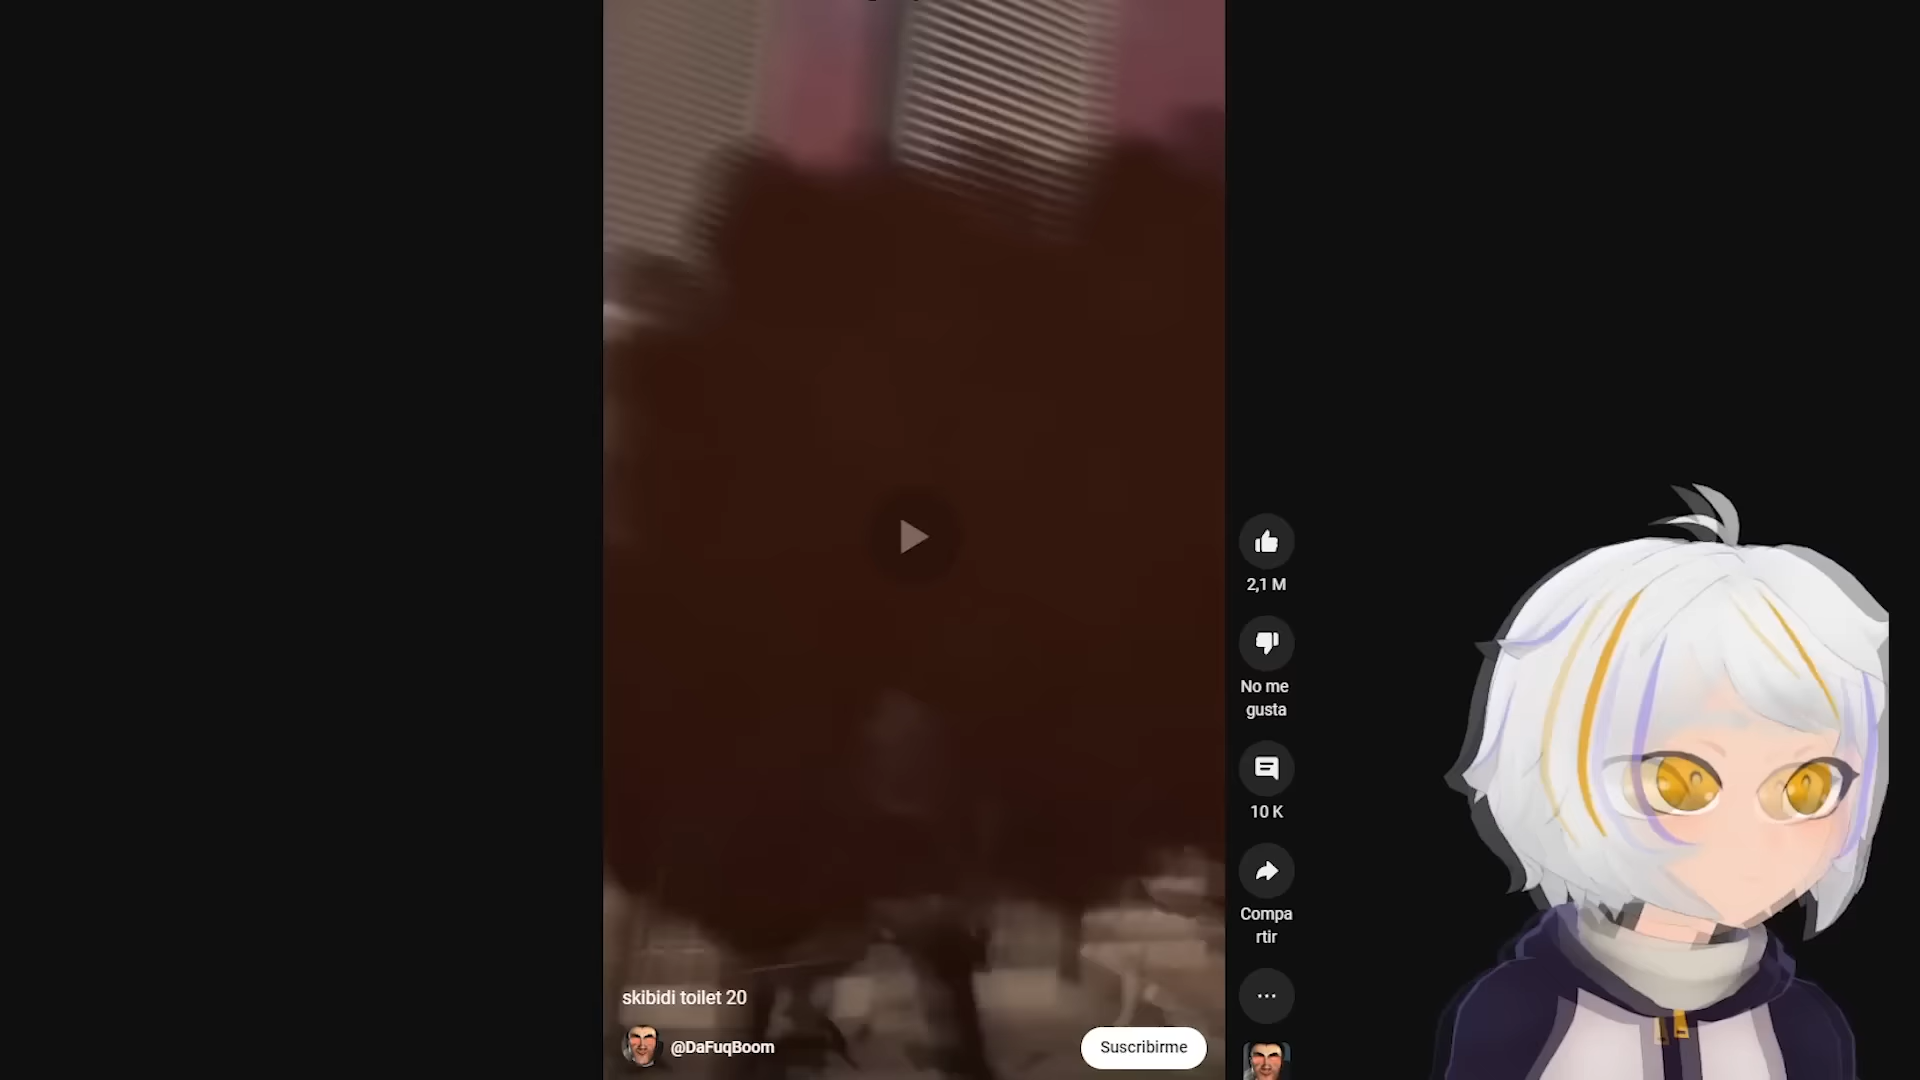 2,1 M
No me
gusta
10 K
Compa
rtir
skibidi toilet 20
@DaFuqBoom
Suscribirme